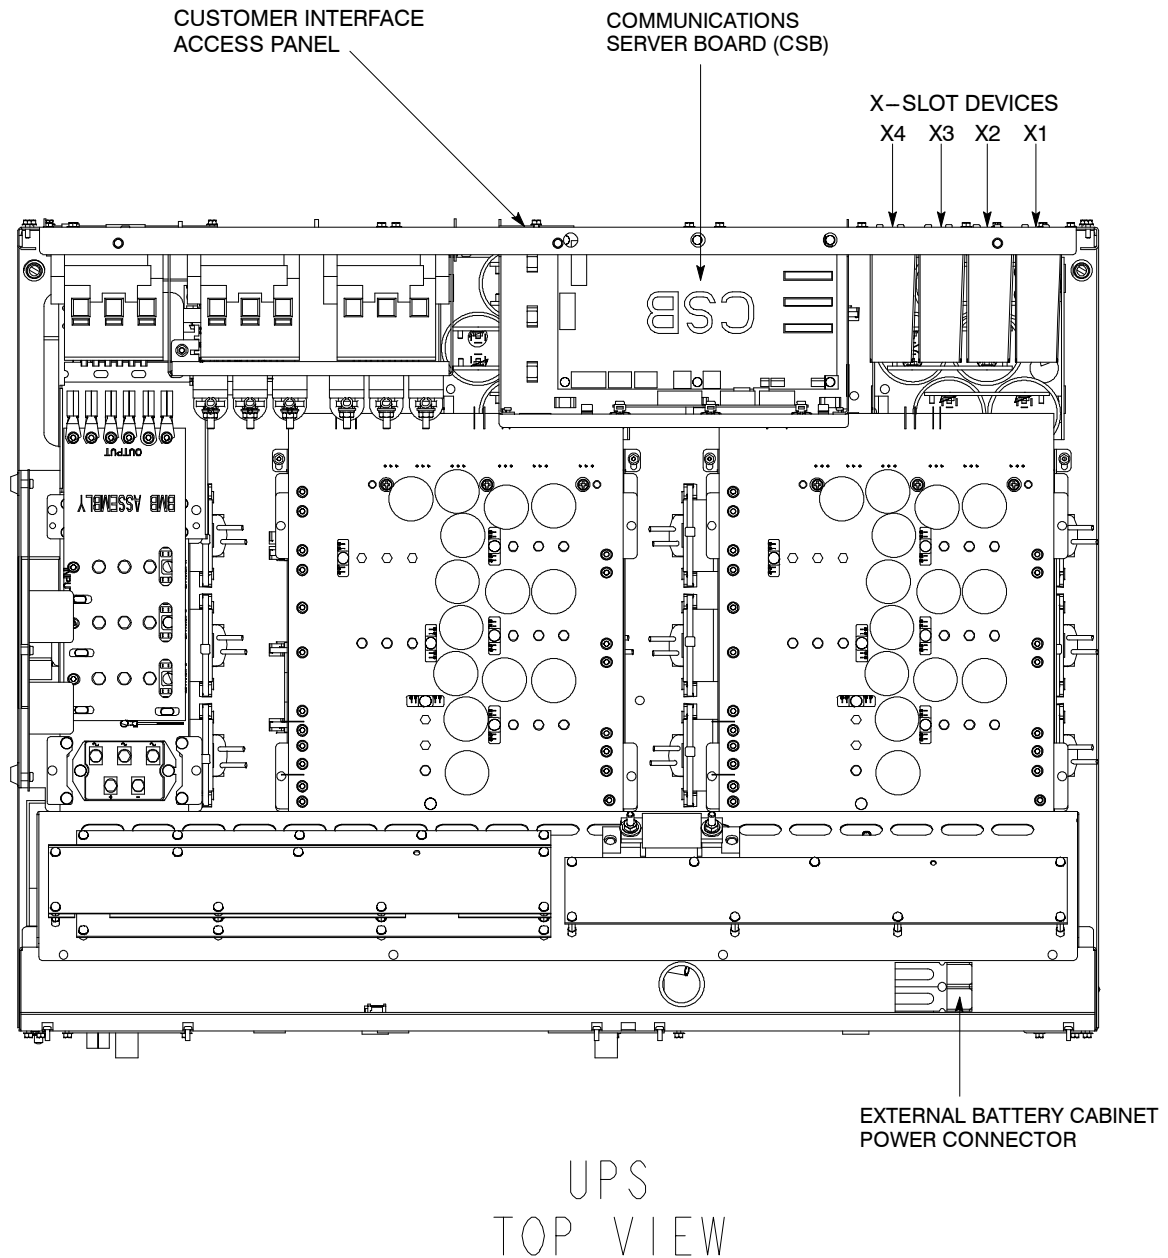 CUSTOMER INTERFACE
ACCESS PANEL
COMMUNICATIONS
SERVER BOARD (CSB)
X–SLOT DEVICES
X4 X3 X2 X1
CSB
OUTPUT
BMB ASSEMBLY
EXTERNAL BATTERY CABINET
POWER CONNECTOR
UPS
TOP VIEW